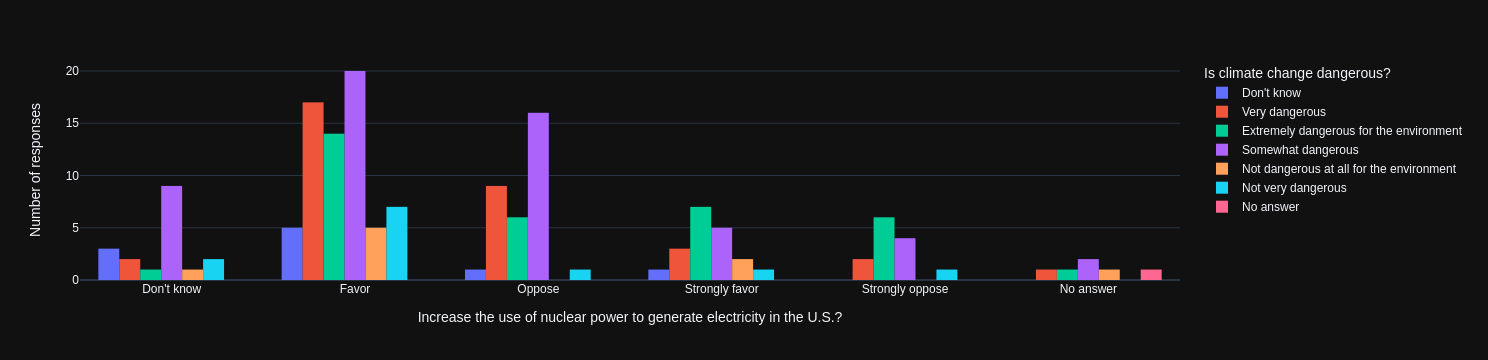 Is climate change dangerous?
Don't know
Very dangerous
Extremely dangerous for the environment
Somewhat dangerous
Not dangerous at all for the environment
Not very dangerous
No answer
Number of responses
20
15
10
5
0
Don't know
Favor
Oppose
Strongly favor
Strongly oppose
No answer
Increase the use of nuclear power to generate electricity in the U.S.?